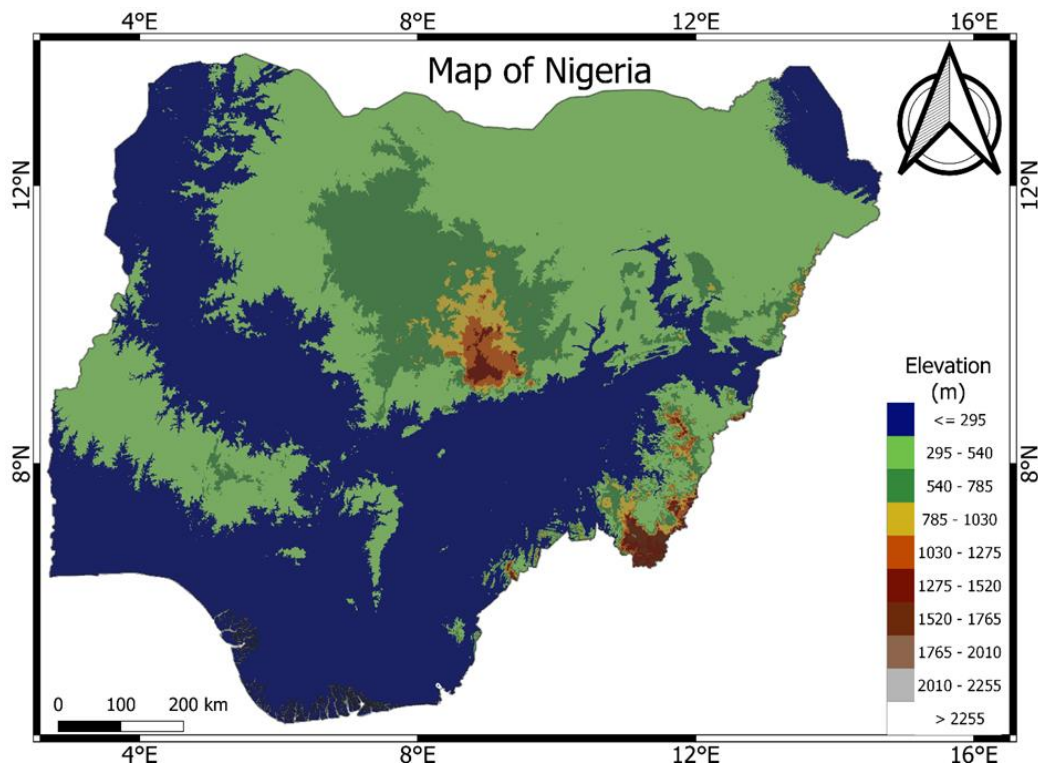 4°E 8°E 12°E 16°E
Map of Nigeria
12°N 12°N
8°N 8°N
Elevation
(m)
<= 295
295 - 540
540 - 785
785 - 1030
1030 - 1275
1275 - 1520
1520 - 1765
1765 - 2010
2010 - 2255
> 2255
0 100 200 km
4°E 8°E 12°E 16°E